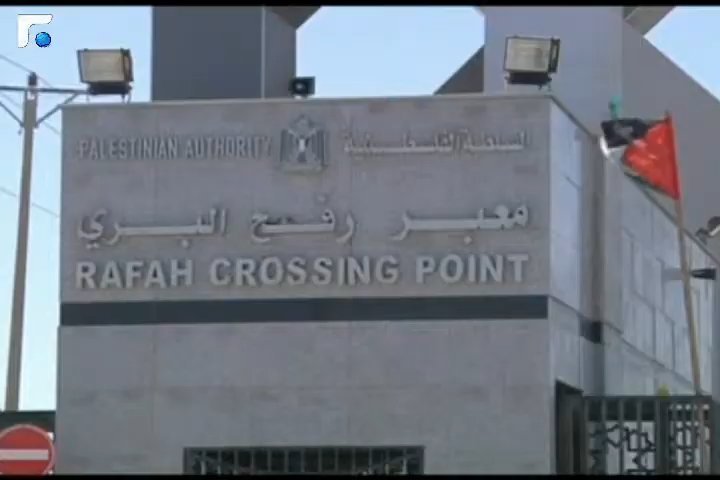 PALESTINIAN AUTHORITY السلطة الفلسطينية
معبر رفح البري
RAFAH CROSSING POINT